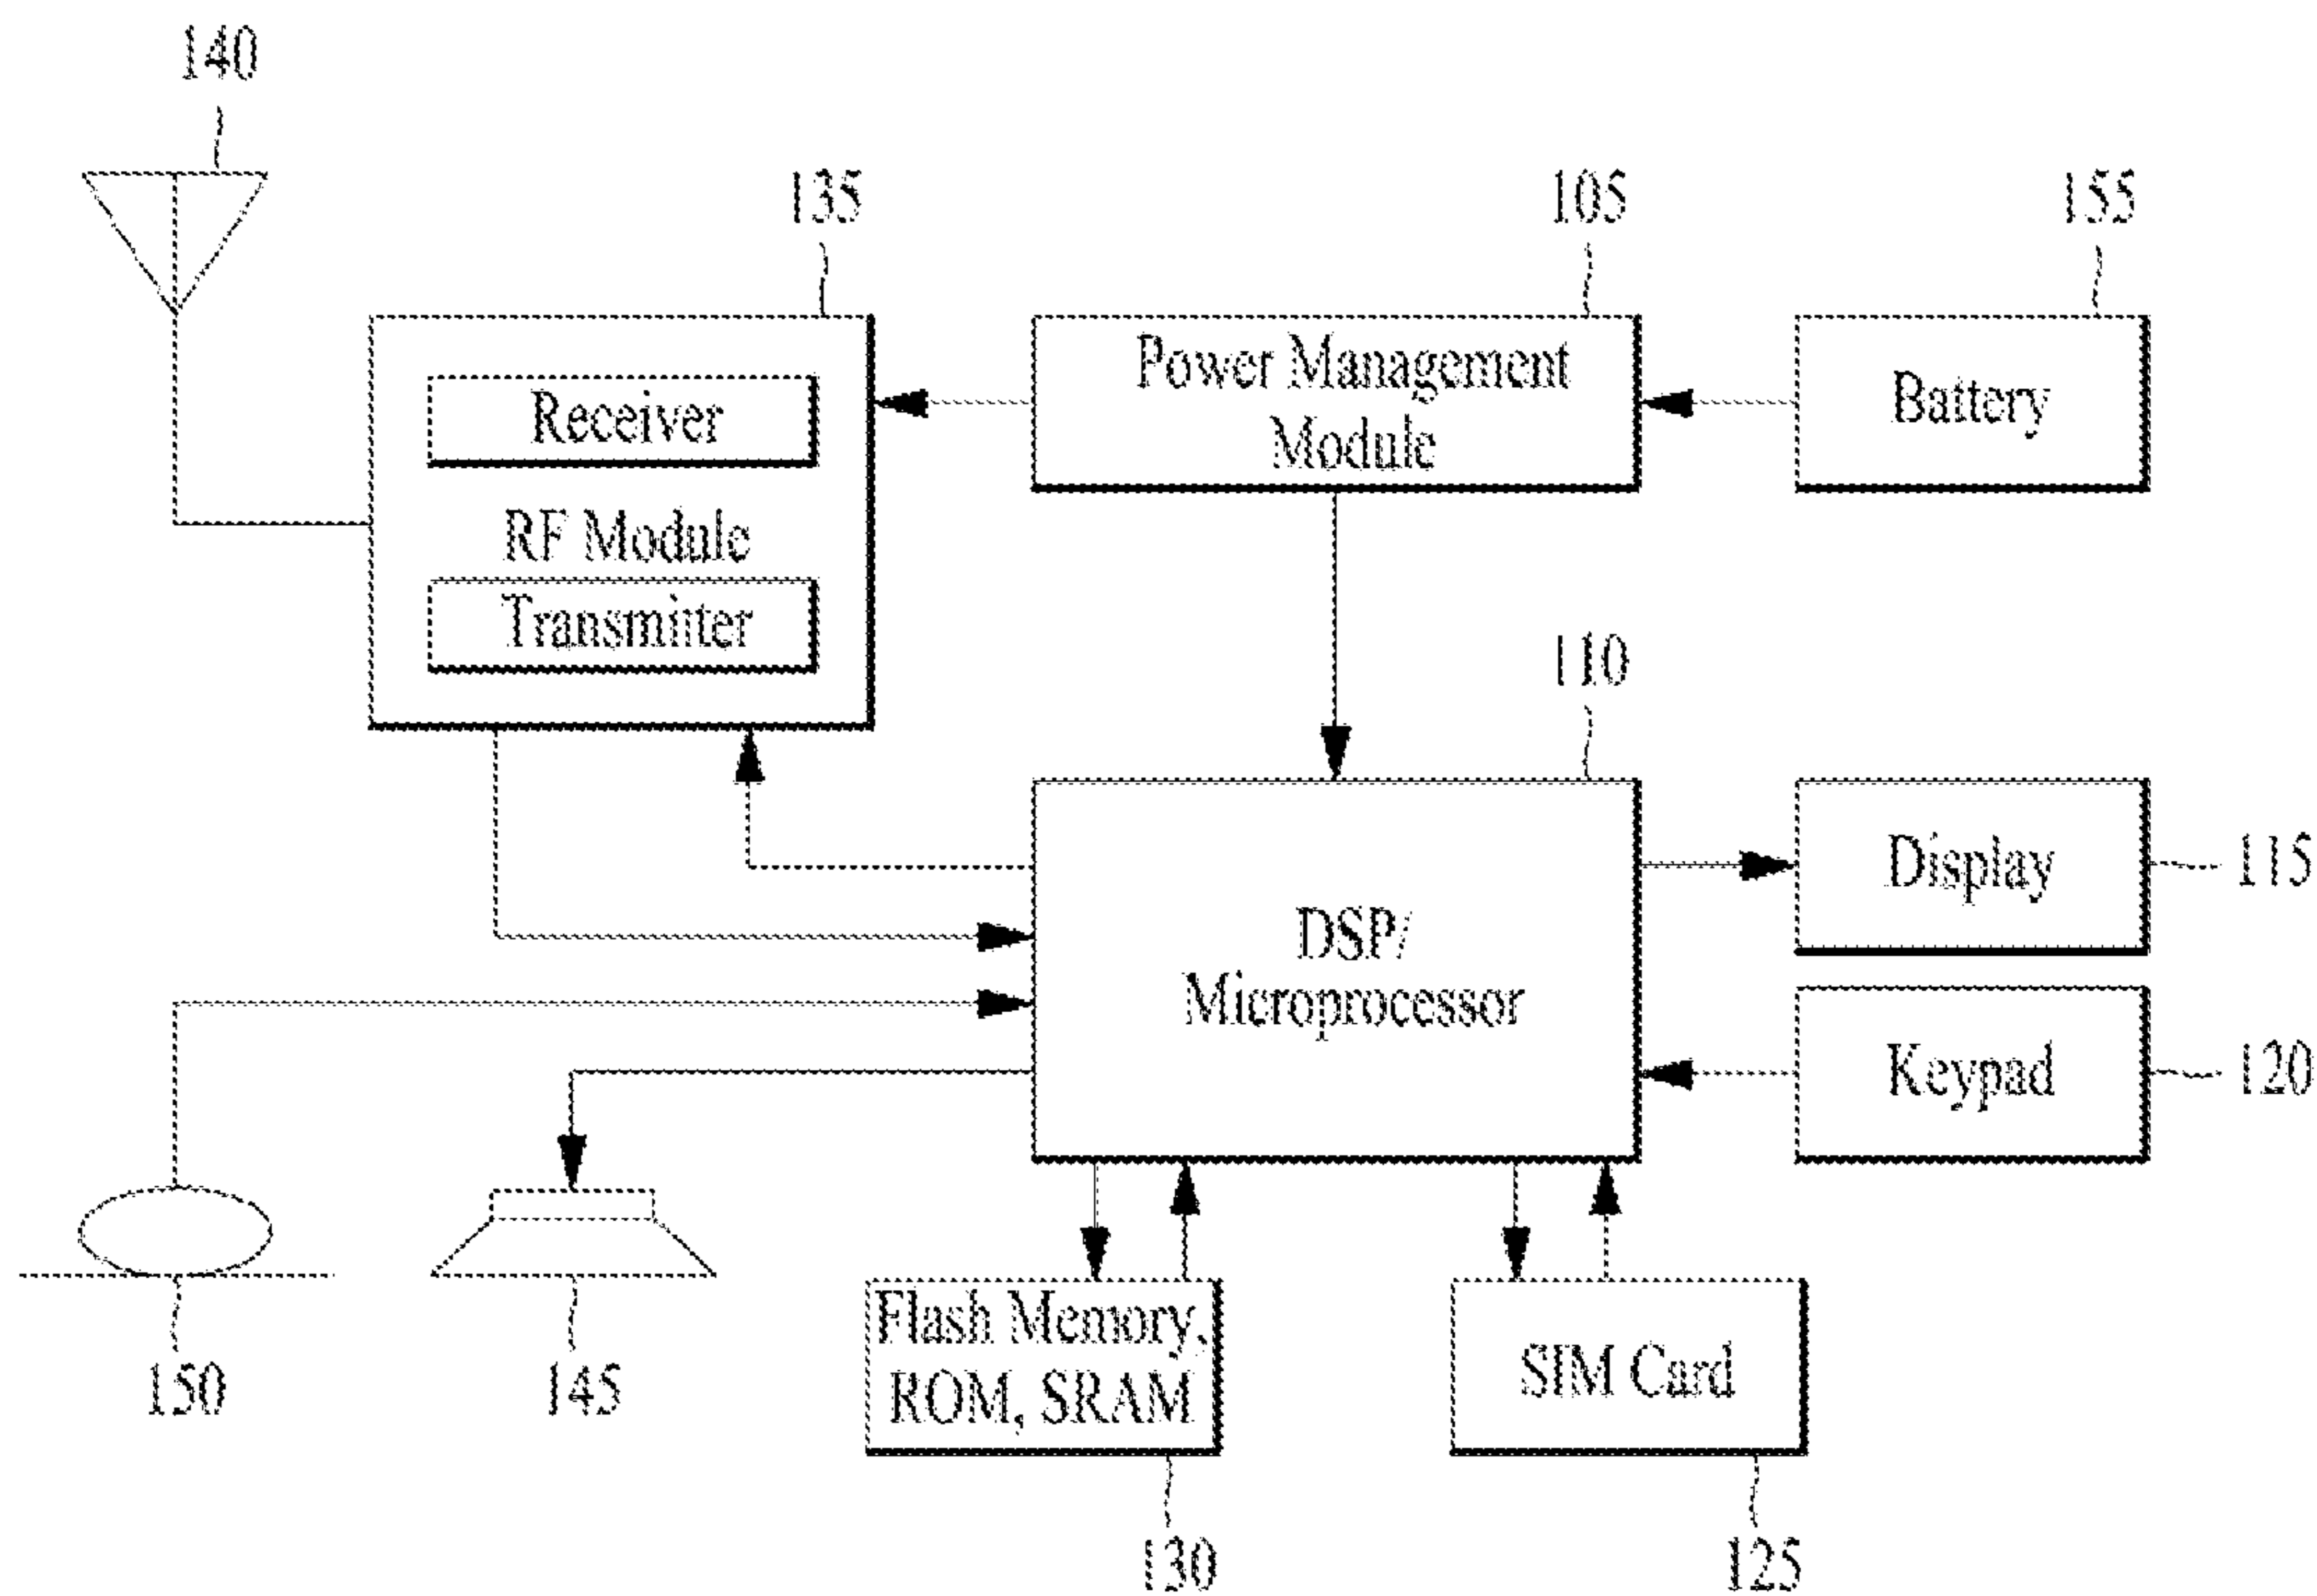 140
135
105
155
Receiver
RF Module
Transmitter
Power Management
Module
Battery
110
DSP/
Microprocessor
Display
115
Keypad
120
150
145
Flash Memory,
ROM, SRAM
130
SIM Card
125